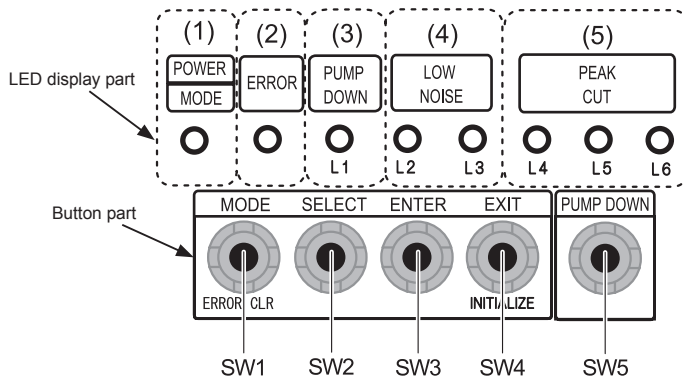 (1) (2) (3) (4) (5)
POWER
MODE
ERROR
PUMP
DOWN
LOW
NOISE
PEAK
CUT
LED display part
L1 L2 L3 L4 L5 L6
Button part
MODE SELECT ENTER EXIT PUMP DOWN
ERROR CLR INITIALIZE
SW1 SW2 SW3 SW4 SW5